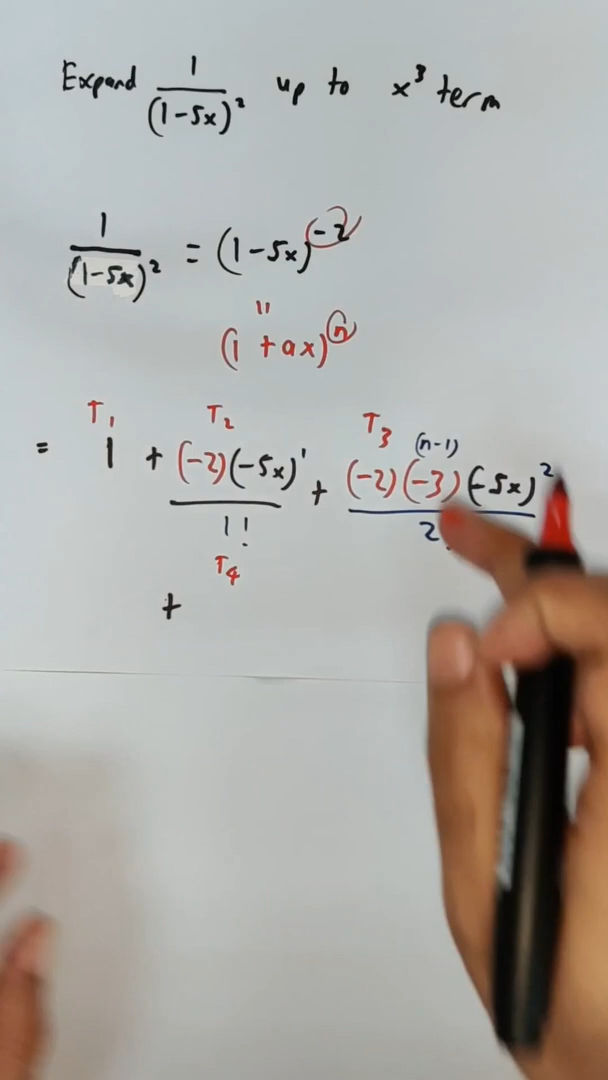 Expand 1/(1-5x)² up to x³ term
1/(1-5x)² = (1-5x)⁻²
"
(1 + ax)ⁿ
T₁ T₂ T₃ (n-1)
= 1 + (-2)(-5x)¹/1! + (-2)(-3)(-5x)²/2
T₄
+